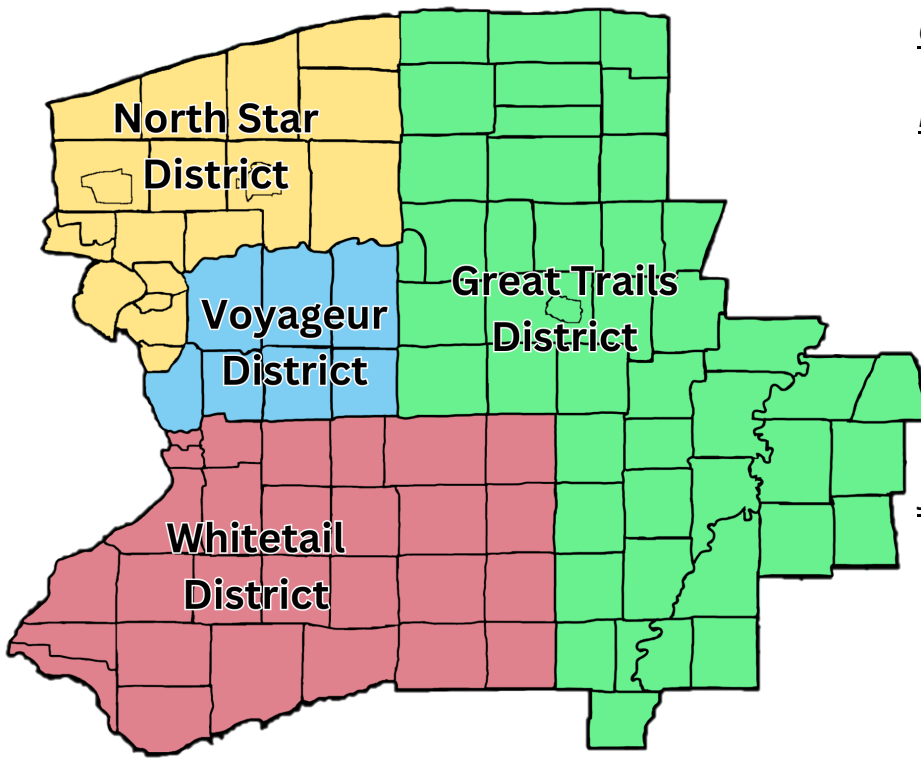 North Star
District
Great Trails
District
Voyageur
District
Whitetail
District